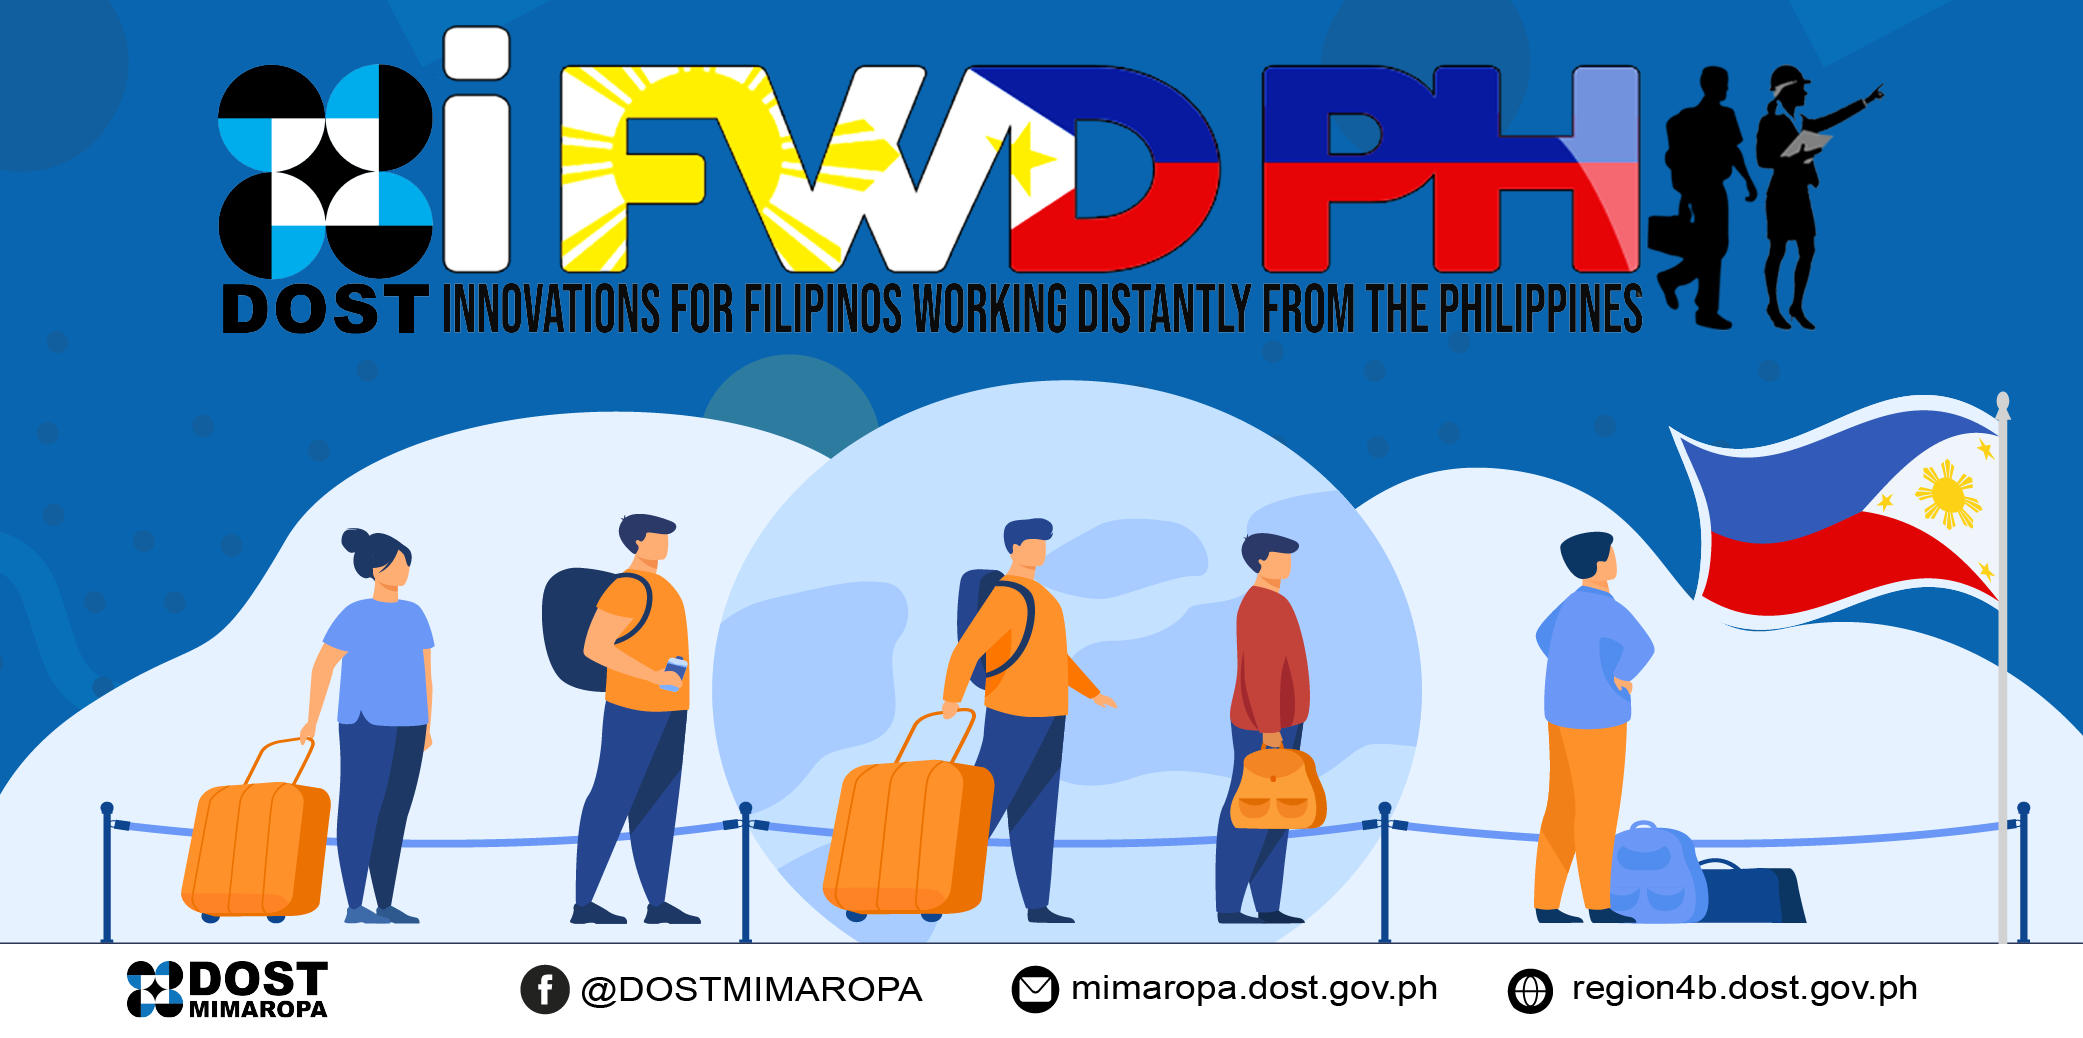 i FWD PH
DOST
INNOVATIONS FOR FILIPINOS WORKING DISTANTLY FROM THE PHILIPPINES
DOST
MIMAROPA
f @DOSTMIMAROPA
mimaropa.dost.gov.ph
region4b.dost.gov.ph